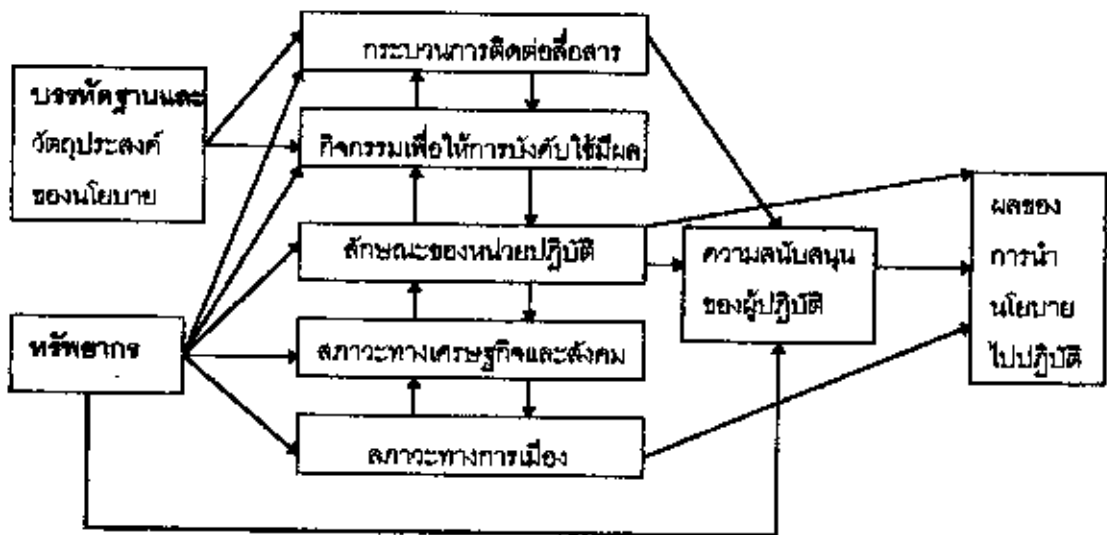 กระบวนการติดต่อสื่อสาร
บรรทัดฐานและ
วัตถุประสงค์
ของนโยบาย
กิจกรรมเพื่อให้การบังคับใช้มีผล
ลักษณะของหน่วยปฏิบัติ
ความสนับสนุน
ของผู้ปฏิบัติ
ผลของ
การนำ
นโยบาย
ไปปฏิบัติ
ทรัพยากร
สภาวะทางเศรษฐกิจและสังคม
สภาวะทางการเมือง